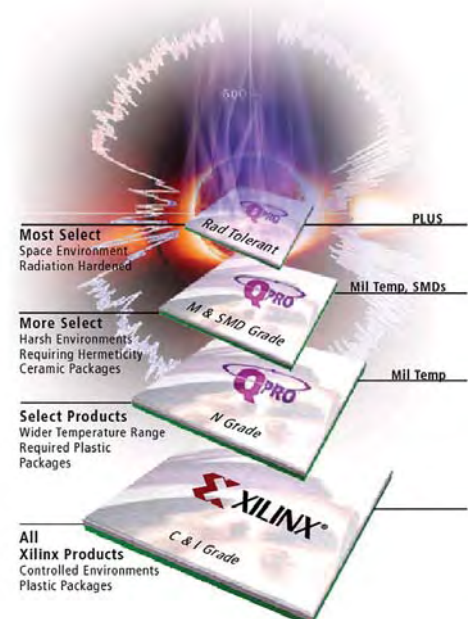 500
QPRO
Rad Tolerant
PLUS
Most Select
Space Environment
Radiation Hardened
QPRO
M & SMD Grade
Mil Temp, SMDs
More Select
Harsh Environments
Requiring Hermeticity
Ceramic Packages
QPRO
N Grade
Mil Temp
Select Products
Wider Temperature Range
Required Plastic
Packages
XILINX®
C & I Grade
All
Xilinx Products
Controlled Environments
Plastic Packages